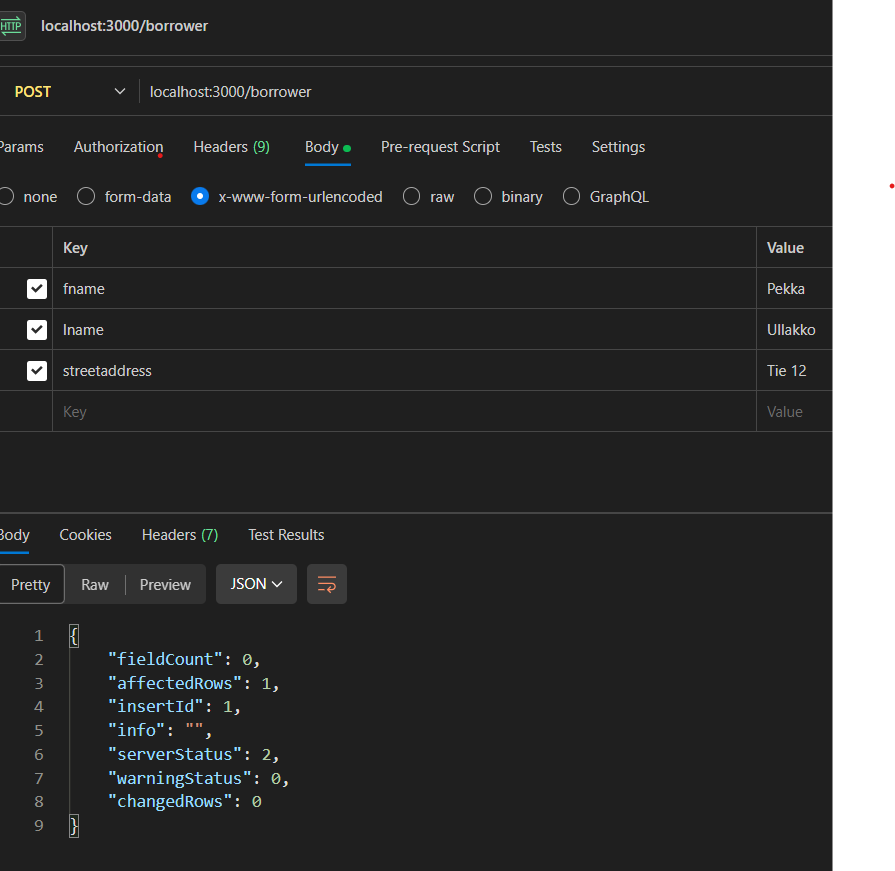 HTTP localhost:3000/borrower
POST localhost:3000/borrower
Params Authorization Headers (9) Body Pre-request Script Tests Settings
none form-data x-www-form-urlencoded raw binary GraphQL
Key Value
fname Pekka
lname Ullakko
streetaddress Tie 12
Key Value
Body Cookies Headers (7) Test Results
Pretty Raw Preview JSON
1 {
2 "fieldCount": 0,
3 "affectedRows": 1,
4 "insertId": 1,
5 "info": "",
6 "serverStatus": 2,
7 "warningStatus": 0,
8 "changedRows": 0
9 }